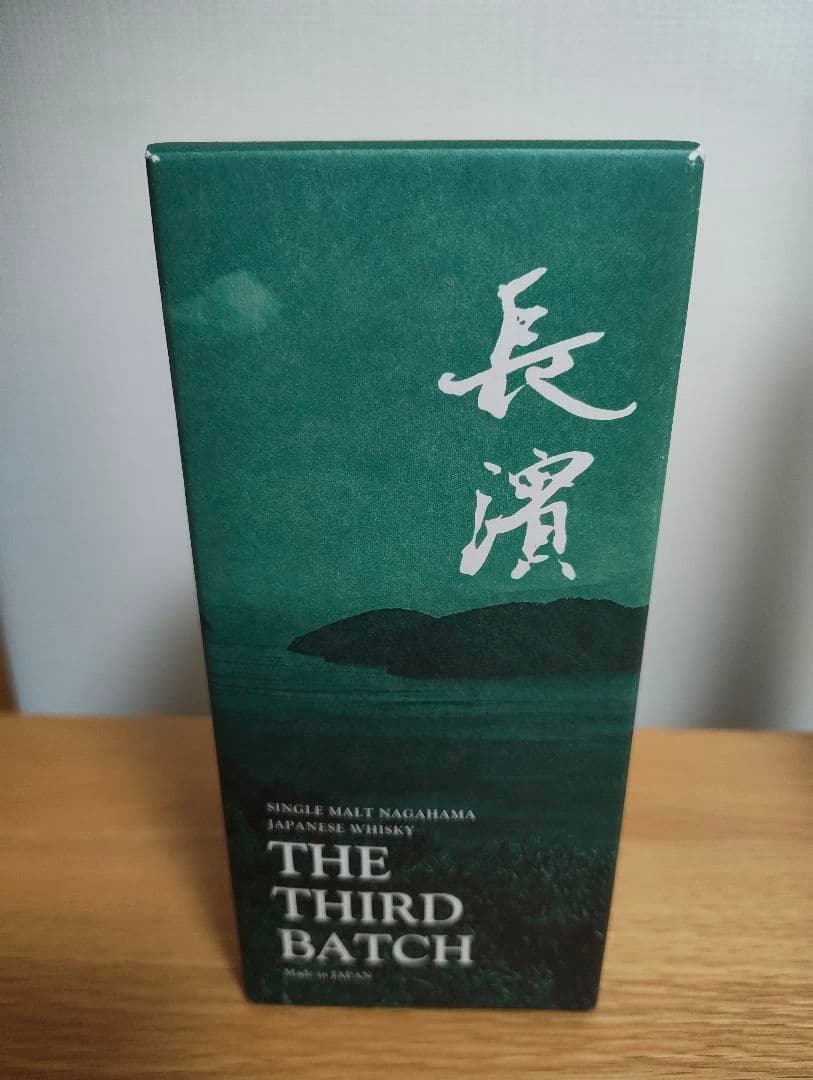 長濱
SINGLE MALT NAGAHAMA
JAPANESE WHISKY
THE
THIRD
BATCH
Made in JAPAN